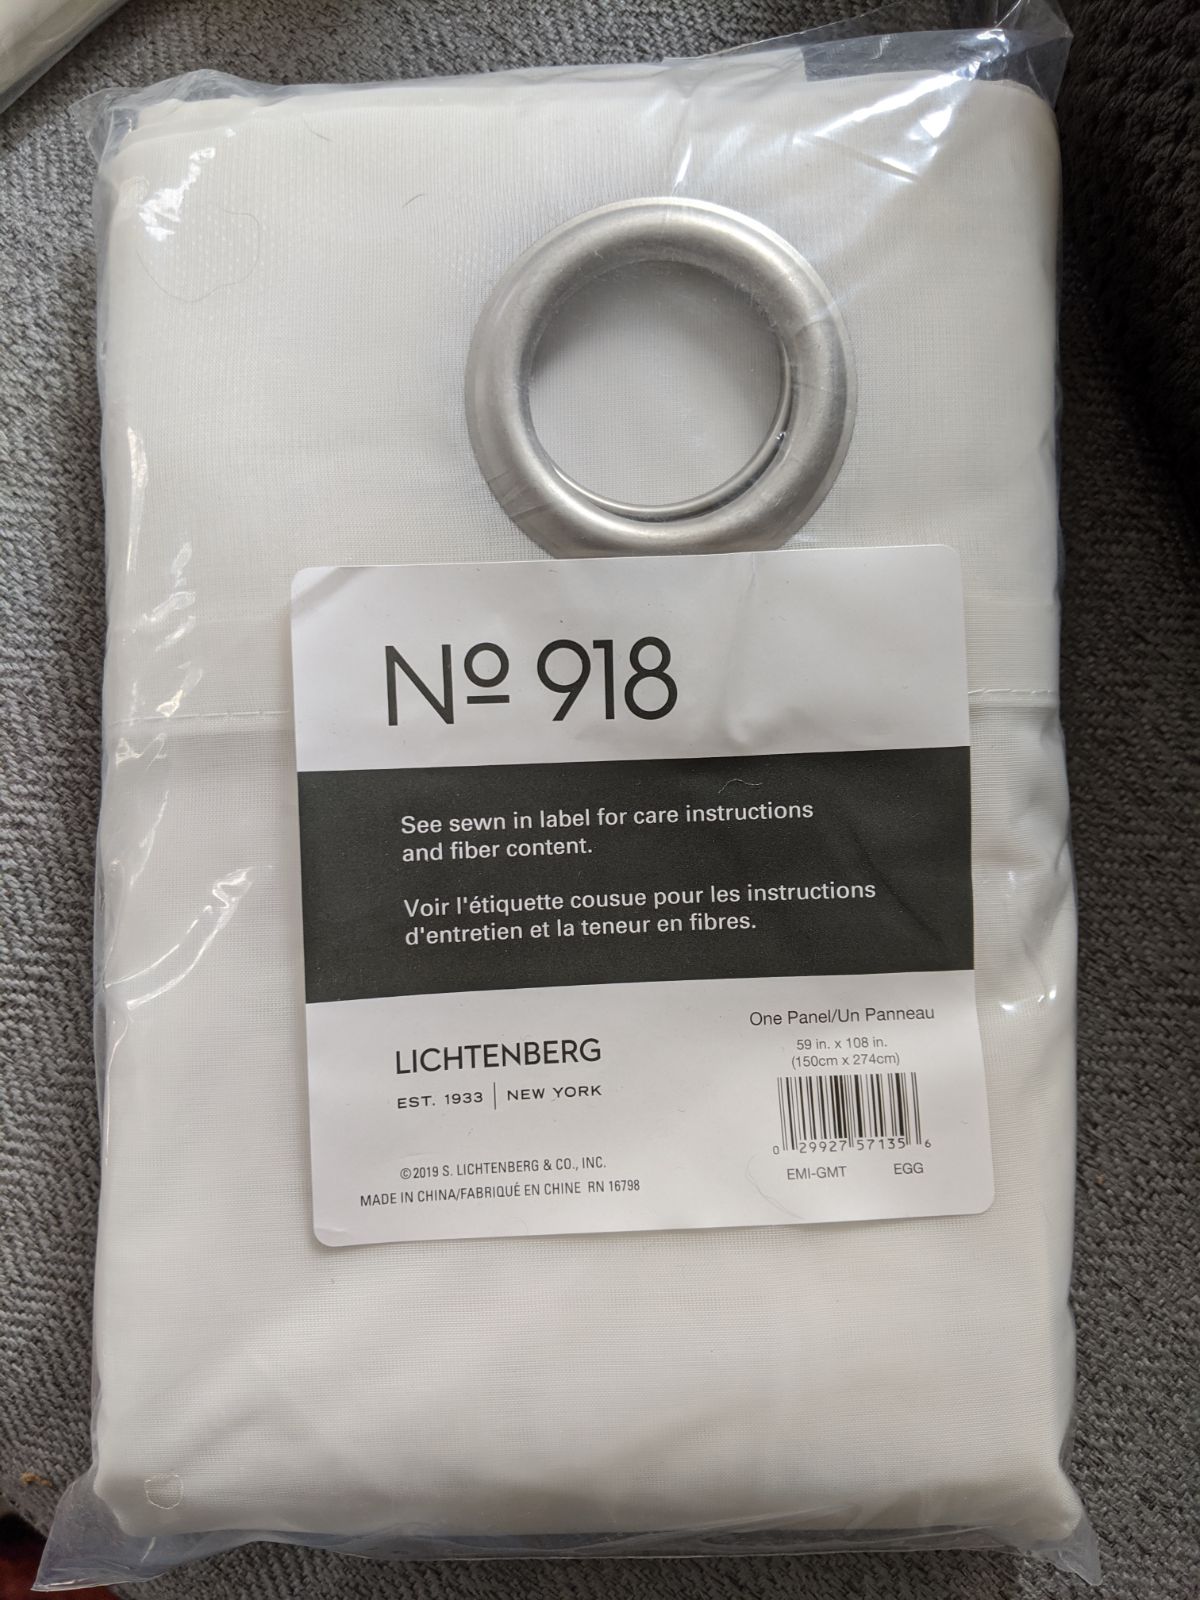 Nº 918
See sewn in label for care instructions
and fiber content.
Voir l'étiquette cousue pour les instructions
d'entretien et la teneur en fibres.
LICHTENBERG
EST. 1933 | NEW YORK
©2019 S. LICHTENBERG & CO., INC.
MADE IN CHINA/FABRIQUÉ EN CHINE RN 16798
One Panel/Un Panneau
59 in. x 108 in.
(150cm x 274cm)
0 29927 57135 6
EMI-GMT EGG